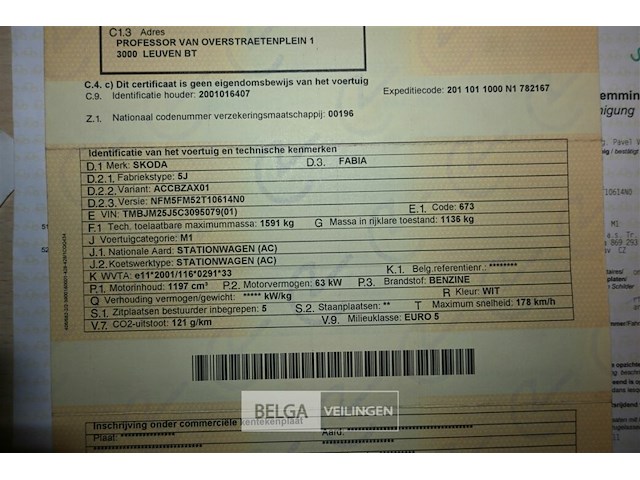 C1.3 Adres
PROFESSOR VAN OVERSTRAETENPLEIN 1
3000 LEUVEN BT
C.4. c) Dit certificaat is geen eigendomsbewijs van het voertuig
C.9. Identificatie houder: 2001016407
Expeditiecode: 201 101 1000 N1 782167
Z.1. Nationaal codenummer verzekeringsmaatschappij: 00196
Identificatie van het voertuig en technische kenmerken
D.1 Merk: SKODA D.3. FABIA
D.2.1. Fabriekstype: 5J
D.2.2. Variant: ACCBZAX01
D.2.3. Versie: NFM5FM52T10614N0
E VIN: TMBJM25J5C3095079(01) E.1. Code: 673
F.1 Tech. toelaatbare maximummassa: 1591 kg G Massa in rijklare toestand: 1136 kg
J Voertuigcategorie: M1
J.1. Nationale Aard: STATIONWAGEN (AC)
J.2. Koetswerktype: STATIONWAGEN (AC)
K WVTA: e11*2001/116*0291*33 K.1. Belg.referentienr.: ********
P.1. Motorinhoud: 1197 cm³ P.2. Motorvermogen: 63 kW P.3. Brandstof: BENZINE
Q Verhouding vermogen/gewicht: ***** kW/kg R Kleur: WIT
S.1. Zitplaatsen bestuurder inbegrepen: 5 S.2. Staanplaatsen: ** T Maximum snelheid: 178 km/h
V.7. CO2-uitstoot: 121 g/km V.9. Milieuklasse: EURO 5
BELGA VEILINGEN
Inschrijving onder commerciële kentekenplaat
Plaat: **************** Aard: ********************